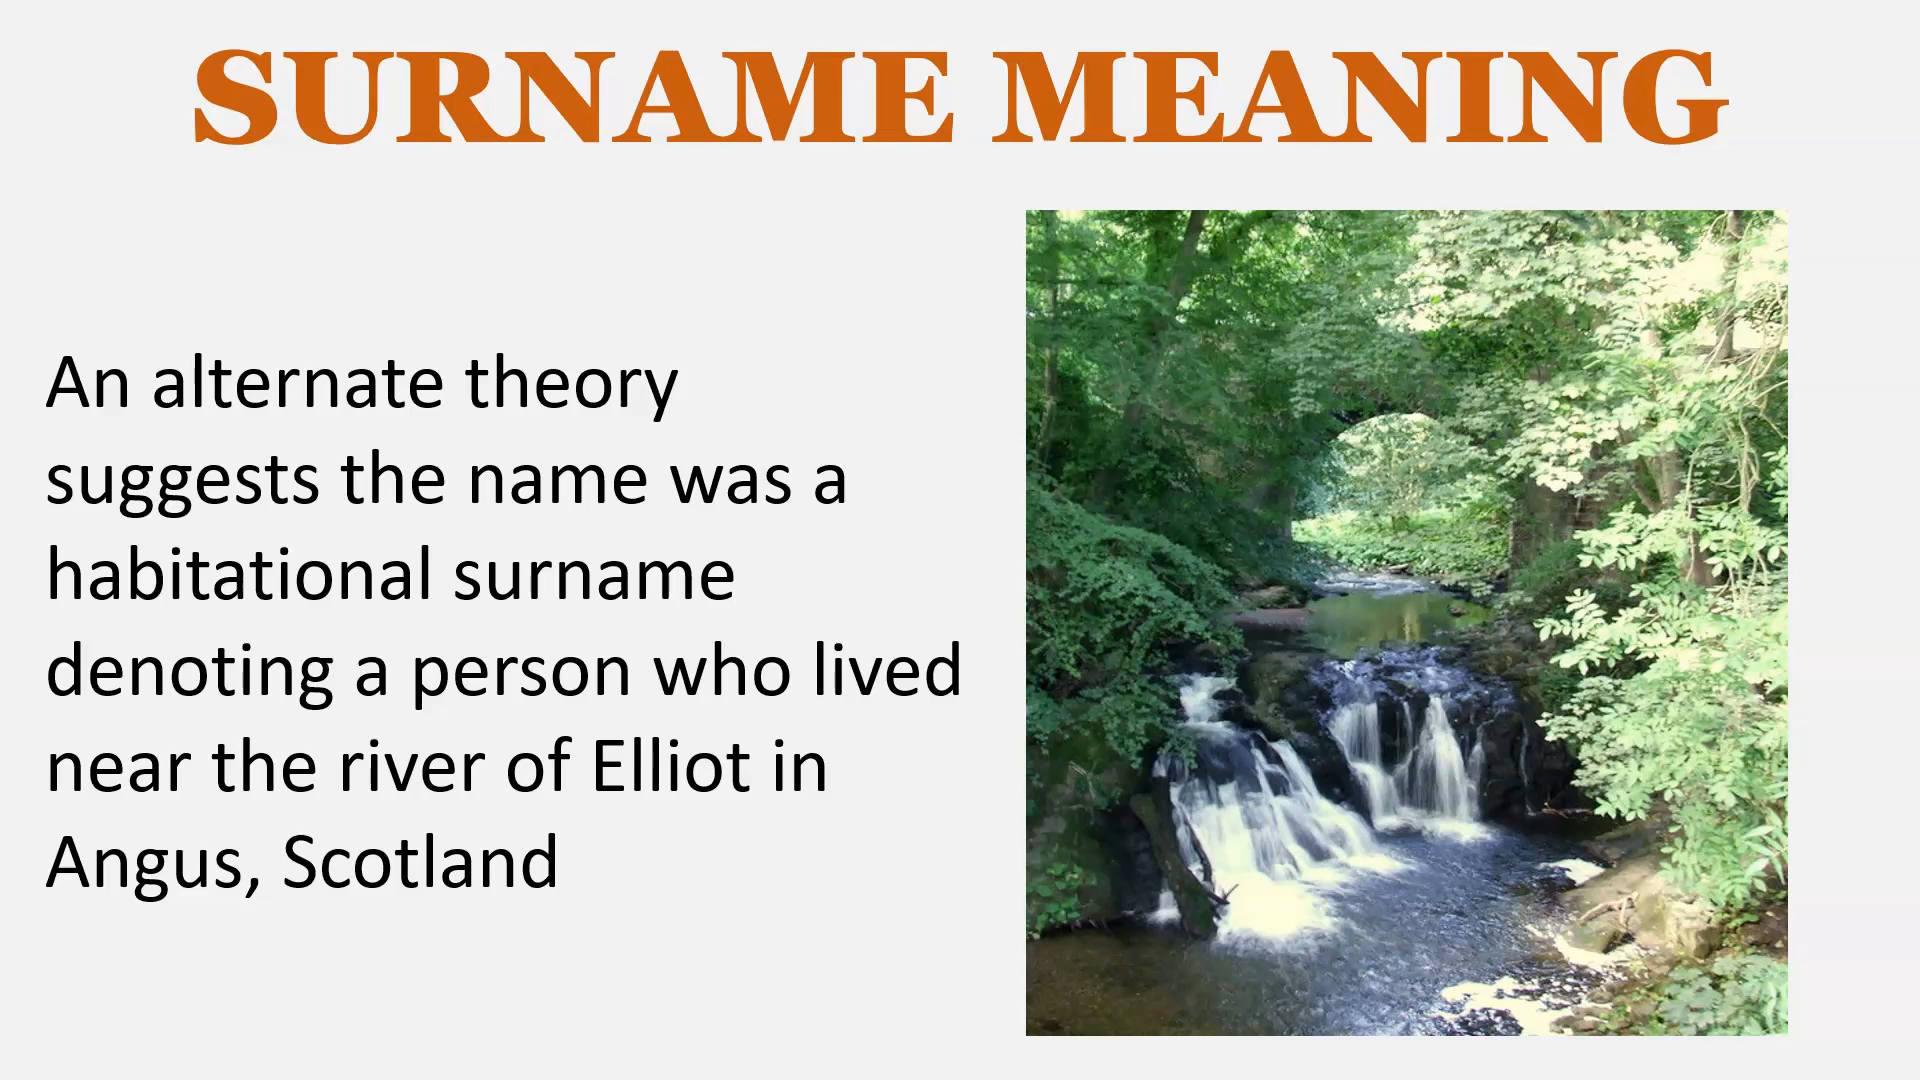 SURNAME MEANING
An alternate theory
suggests the name was a
habitational surname
denoting a person who lived
near the river of Elliot in
Angus, Scotland